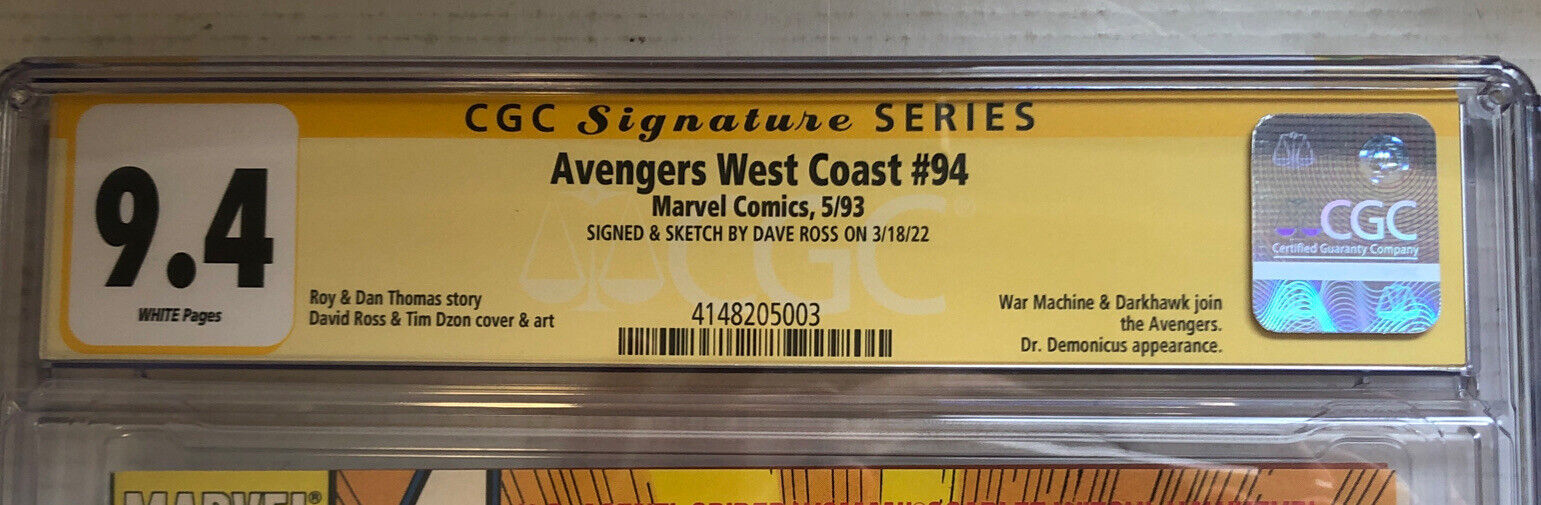 CGC Signature SERIES
9.4
WHITE Pages
Avengers West Coast #94
Marvel Comics, 5/93
SIGNED & SKETCH BY DAVE ROSS ON 3/18/22
Roy & Dan Thomas story
David Ross & Tim Dzon cover & art
4148205003
War Machine & Darkhawk join
the Avengers.
Dr. Demonicus appearance.
CGC
Certified Guaranty Company
CGC®
MARVEL®